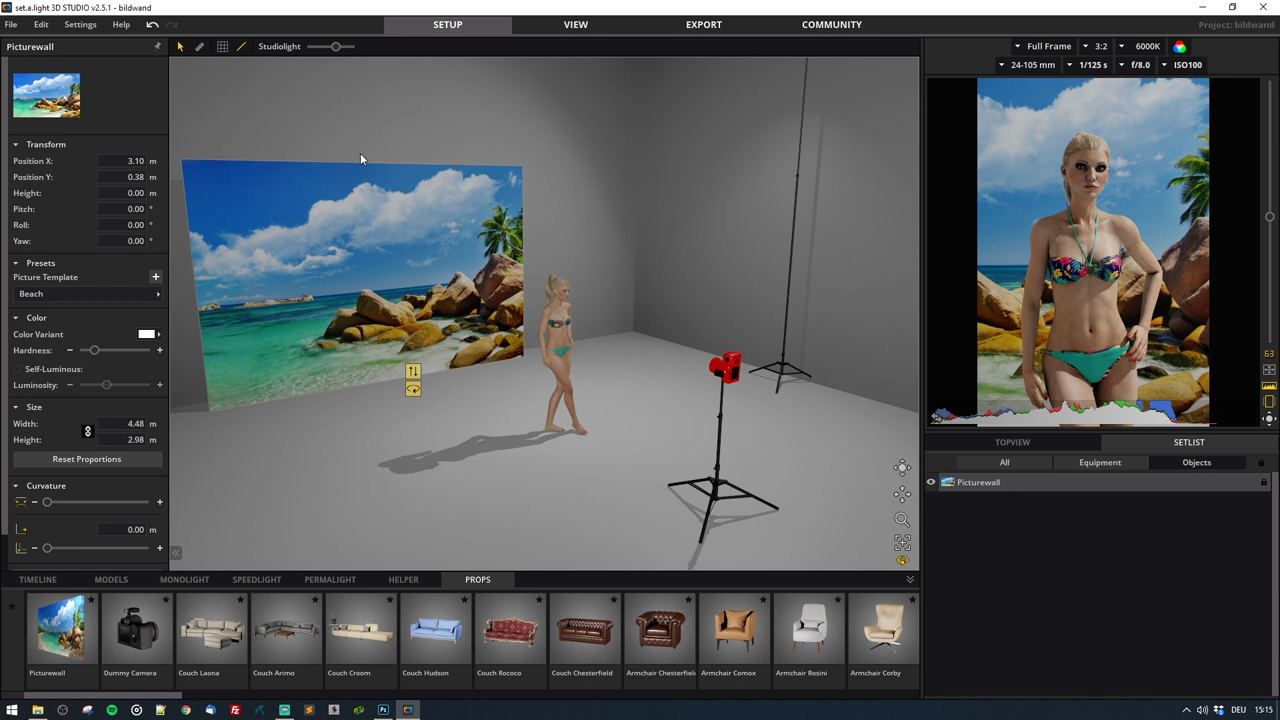 set.a.light 3D STUDIO v2.5.1 - bildwand
File Edit Settings Help SETUP VIEW EXPORT COMMUNITY Project: bildwand
Picturewall
Studiolight
Full Frame 3:2 6000K
24-105 mm 1/125 s f/8.0 ISO100
Transform
Position X: 3.10 m
Position Y: 0.38 m
Height: 0.00 m
Pitch: 0.00 °
Roll: 0.00 °
Yaw: 0.00 °
Presets
Picture Template
Beach
Color
Color Variant
Hardness:
Self-Luminous:
Luminosity:
Size
Width: 4.48 m
Height: 2.98 m
Reset Proportions
Curvature
0.00 m
63
TOPVIEW SETLIST
All Equipment Objects
Picturewall
TIMELINE MODELS MONOLIGHT SPEEDLIGHT PERMALIGHT HELPER PROPS
Picturewall Dummy Camera Couch Laona Couch Arimo Couch Croom Couch Hudson Couch Rococo Couch Chesterfield Armchair Chesterfiel Armchair Comox Armchair Rosini Armchair Corby
DEU 15:15